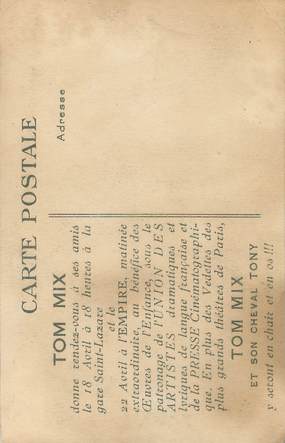 CARTE POSTALE
Adresse
TOM MIX
donne rendez-vous à ses amis
le 18 Avril à 18 heures à la
gare Saint-Lazare
et le
22 Avril à l'EMPIRE, matinée
extraordinaire, au bénéfice des
Œuvres de l'Enfance, sous le
patronage de l'UNION DES
ARTISTES dramatiques et
lyriques de langue française et
de la PRESSE Cinématographi-
que. En plus des Vedettes des
plus grands théâtres de Paris,
TOM MIX
ET SON CHEVAL TONY
y seront en chair et en os !!!